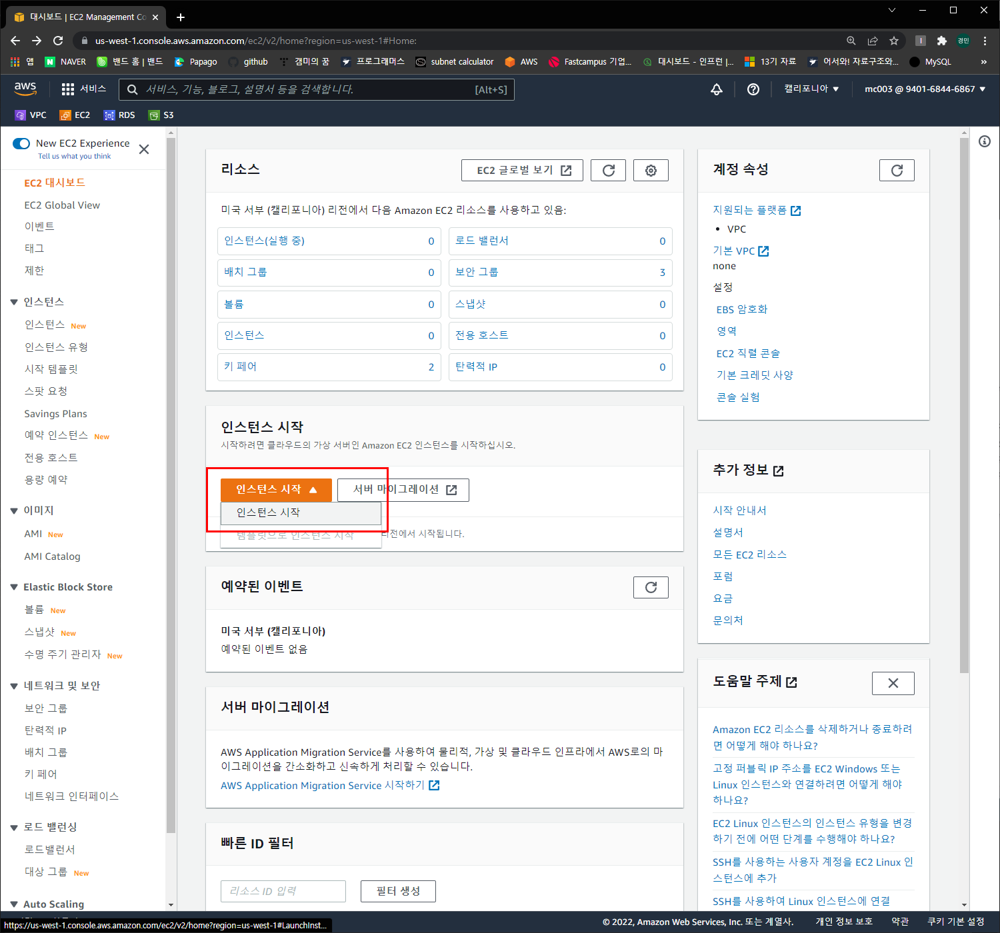 대시보드 | EC2 Management Co
us-west-1.console.aws.amazon.com/ec2/v2/home?region=us-west-1#Home:
경민
앱 NAVER 밴드 홈 | 밴드 Papago github 캠미의 꿈 프로그래머스 subnet calculator AWS Fastcampus 기업... 대시보드 - 인프런 |... 13기 자료 어서와! 자료구조와... MySQL »
aws 서비스 서비스, 기능, 블로그, 설명서 등을 검색합니다. [Alt+S] 캘리포니아 ▼ mc003 @ 9401-6844-6867 ▼
VPC EC2 RDS S3
New EC2 Experience
Tell us what you think
EC2 대시보드
EC2 Global View
이벤트
태그
제한
인스턴스
인스턴스 New
인스턴스 유형
시작 템플릿
스팟 요청
Savings Plans
예약 인스턴스 New
전용 호스트
용량 예약
이미지
AMI New
AMI Catalog
Elastic Block Store
볼륨 New
스냅샷 New
수명 주기 관리자 New
네트워크 및 보안
보안 그룹
탄력적 IP
배치 그룹
키 페어
네트워크 인터페이스
로드 밸런싱
로드밸런서
대상 그룹 New
Auto Scaling
리소스
EC2 글로벌 보기
미국 서부 (캘리포니아) 리전에서 다음 Amazon EC2 리소스를 사용하고 있음:
인스턴스(실행 중) 0 로드 밸런서 0
배치 그룹 0 보안 그룹 3
볼륨 0 스냅샷 0
인스턴스 0 전용 호스트 0
키 페어 2 탄력적 IP 0
인스턴스 시작
시작하려면 클라우드의 가상 서버인 Amazon EC2 인스턴스를 시작하십시오.
인스턴스 시작 ▲ 서버 마이그레이션
인스턴스 시작
템플릿으로 인스턴스 시작
리전에서 시작됩니다.
예약된 이벤트
미국 서부 (캘리포니아)
예약된 이벤트 없음
서버 마이그레이션
AWS Application Migration Service를 사용하여 물리적, 가상 및 클라우드 인프라에서 AWS로의 마
이그레이션을 간소화하고 신속하게 처리할 수 있습니다.
AWS Application Migration Service 시작하기
빠른 ID 필터
리소스 ID 입력 필터 생성
계정 속성
지원되는 플랫폼
• VPC
기본 VPC
none
설정
EBS 암호화
영역
EC2 직렬 콘솔
기본 크레딧 사양
콘솔 실험
추가 정보
시작 안내서
설명서
모든 EC2 리소스
포럼
요금
문의처
도움말 주제
Amazon EC2 리소스를 삭제하거나 종료하려
면 어떻게 해야 하나요?
고정 퍼블릭 IP 주소를 EC2 Windows 또는
Linux 인스턴스와 연결하려면 어떻게 해야
하나요?
EC2 Linux 인스턴스의 인스턴스 유형을 변경
하기 전에 어떤 단계를 수행해야 하나요?
SSH를 사용하는 사용자 계정을 EC2 Linux 인
스턴스에 추가
SSH를 사용하여 Linux 인스턴스에 연결
https://us-west-1.console.aws.amazon.com/ec2/v2/home?region=us-west-1#LaunchInst...
© 2022, Amazon Web Services, Inc. 또는 계열사. 개인 정보 보호 약관 쿠키 기본 설정